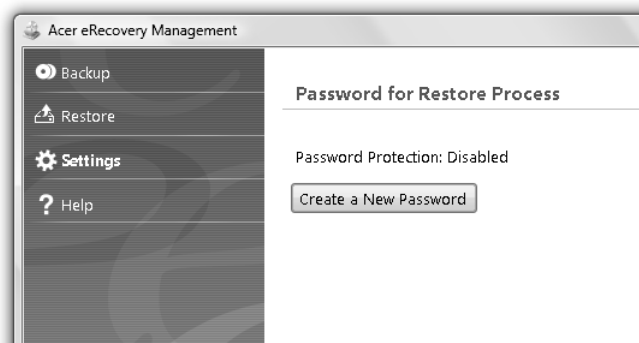 Acer eRecovery Management
Backup
Restore
Settings
Help
Password for Restore Process
Password Protection: Disabled
Create a New Password